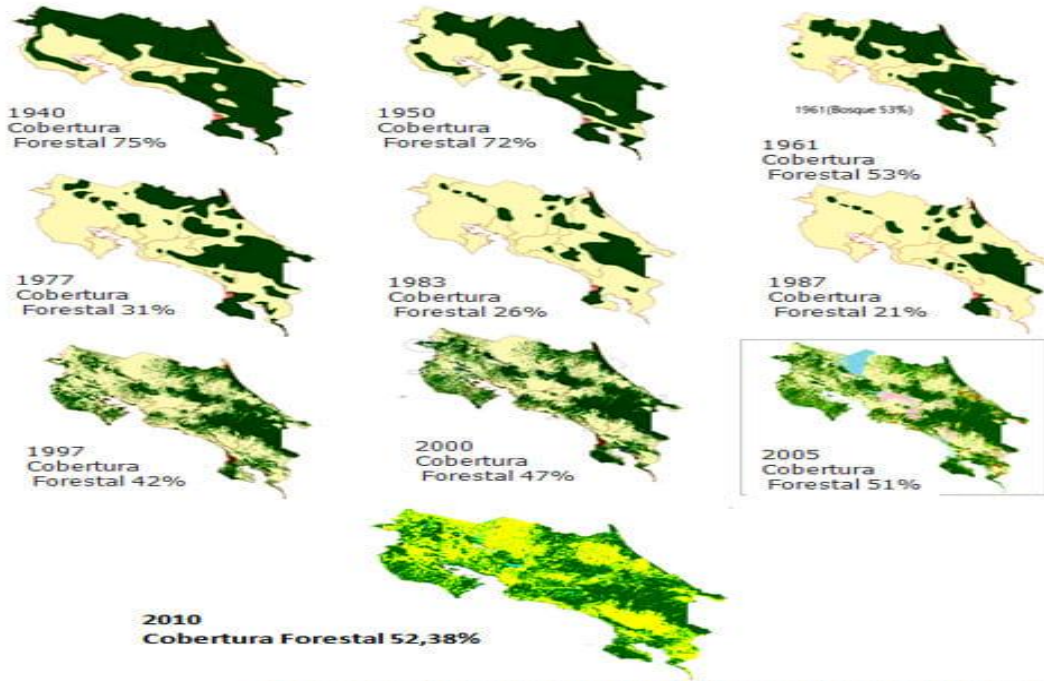 1940
Cobertura
Forestal 75%
1950
Cobertura
Forestal 72%
1961(Bosque 53%)
1961
Cobertura
Forestal 53%
1977
Cobertura
Forestal 31%
1983
Cobertura
Forestal 26%
1987
Cobertura
Forestal 21%
1997
Cobertura
Forestal 42%
2000
Cobertura
Forestal 47%
2005
Cobertura
Forestal 51%
2010
Cobertura Forestal 52,38%